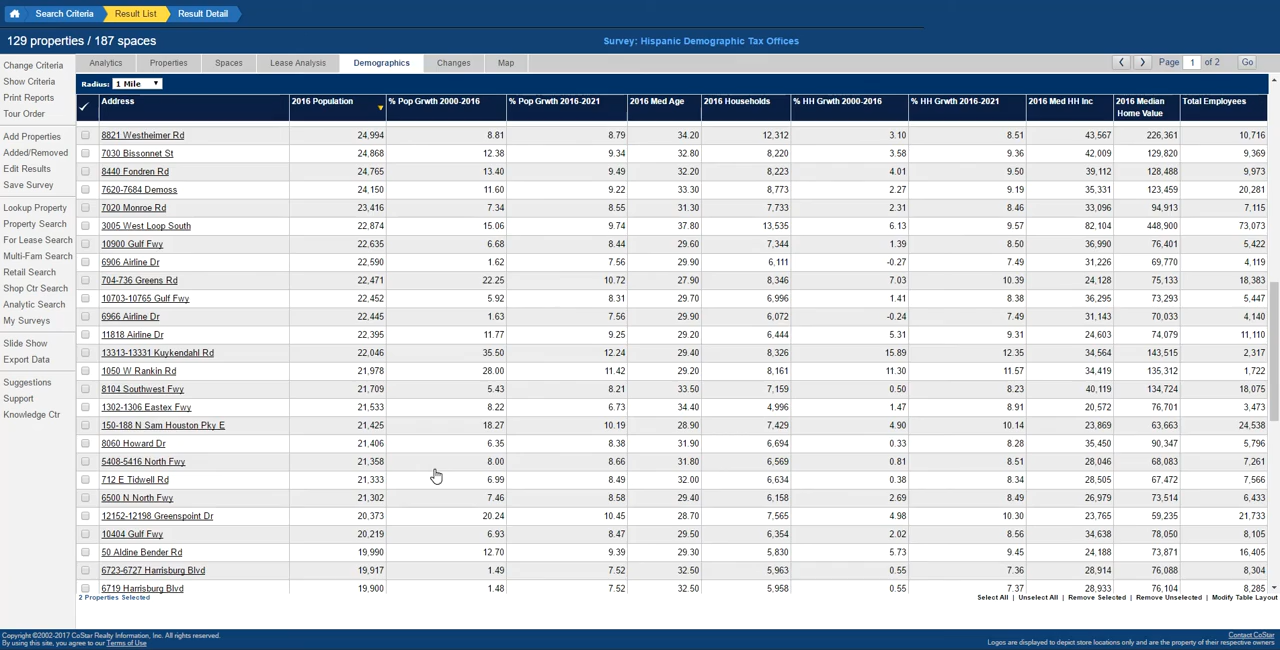 Search Criteria Result List Result Detail
129 properties / 187 spaces Survey: Hispanic Demographic Tax Offices
Change Criteria
Show Criteria
Print Reports
Tour Order
Add Properties
Added/Removed
Edit Results
Save Survey
Lookup Property
Property Search
For Lease Search
Multi-Fam Search
Retail Search
Shop Ctr Search
Analytic Search
My Surveys
Slide Show
Export Data
Suggestions
Support
Knowledge Ctr
Analytics Properties Spaces Lease Analysis Demographics Changes Map Page 1 of 2 Go
Radius: 1 Mile
Address 2016 Population % Pop Grwth 2000-2016 % Pop Grwth 2016-2021 2016 Med Age 2016 Households % HH Grwth 2000-2016 % HH Grwth 2016-2021 2016 Med HH Inc 2016 Median Home Value Total Employees
8821 Westheimer Rd 24,994 8.81 8.79 34.20 12,312 3.10 8.51 43,567 226,361 10,716
7030 Bissonnet St 24,868 12.38 9.34 32.80 8,220 3.58 9.36 42,009 129,820 9,369
8440 Fondren Rd 24,765 13.40 9.49 32.20 8,223 4.01 9.50 39,112 128,488 9,973
7620-7684 Demoss 24,150 11.60 9.22 33.30 8,773 2.27 9.19 35,331 123,459 20,281
7020 Monroe Rd 23,416 7.34 8.55 31.30 7,733 2.31 8.46 33,096 94,913 7,115
3005 West Loop South 22,874 15.06 9.74 37.80 13,535 6.13 9.57 82,104 448,900 73,073
10900 Gulf Fwy 22,635 6.68 8.44 29.60 7,344 1.39 8.50 36,990 76,401 5,422
6906 Airline Dr 22,590 1.62 7.56 29.90 6,111 -0.27 7.49 31,226 69,770 4,119
704-736 Greens Rd 22,471 22.25 10.72 27.90 8,346 7.03 10.39 24,128 75,133 18,383
10703-10765 Gulf Fwy 22,452 5.92 8.31 29.70 6,996 1.41 8.38 36,295 73,293 5,447
6966 Airline Dr 22,445 1.63 7.56 29.90 6,072 -0.24 7.49 31,143 70,033 4,140
11818 Airline Dr 22,395 11.77 9.25 29.20 6,444 5.31 9.31 24,603 74,079 11,110
13313-13331 Kuykendahl Rd 22,046 35.50 12.24 29.40 8,326 15.89 12.35 34,564 143,515 2,317
1050 W Rankin Rd 21,978 28.00 11.42 29.20 8,161 11.30 11.57 34,419 135,312 1,722
8104 Southwest Fwy 21,709 5.43 8.21 33.50 7,159 0.50 8.23 40,119 134,724 18,075
1302-1306 Eastex Fwy 21,533 8.22 6.73 34.40 4,996 1.47 8.91 20,572 76,701 3,473
150-188 N Sam Houston Pky E 21,425 18.27 10.19 28.90 7,429 4.90 10.14 23,869 63,663 24,538
8060 Howard Dr 21,406 6.35 8.38 31.90 6,694 0.33 8.28 35,450 90,347 5,796
5408-5416 North Fwy 21,358 8.00 8.66 31.80 6,569 0.81 8.51 28,046 68,083 7,261
712 E Tidwell Rd 21,333 6.99 8.49 32.00 6,634 0.38 8.34 28,505 67,472 7,566
6500 N North Fwy 21,302 7.46 8.58 29.40 6,158 2.69 8.49 26,979 73,514 6,433
12152-12198 Greenspoint Dr 20,373 20.24 10.45 28.70 7,565 4.98 10.30 23,765 59,235 21,733
10404 Gulf Fwy 20,219 6.93 8.47 29.50 6,354 2.02 8.56 34,638 78,050 8,105
50 Aldine Bender Rd 19,990 12.70 9.39 29.30 5,830 5.73 9.45 24,188 73,871 16,405
6723-6727 Harrisburg Blvd 19,917 1.49 7.52 32.50 5,963 0.55 7.36 28,914 76,088 8,304
6719 Harrisburg Blvd 19,900 1.48 7.52 32.50 5,958 0.55 7.37 28,933 76,104 8,285
2 Properties Selected Select All | Unselect All | Remove Selected | Remove Unselected | Modify Table Layout
Copyright ©2002-2017 CoStar Realty Information, Inc. All rights reserved. Contact CoStar
By using this site, you agree to our Terms of Use Logos are displayed to depict store locations only and are the property of their respective owners